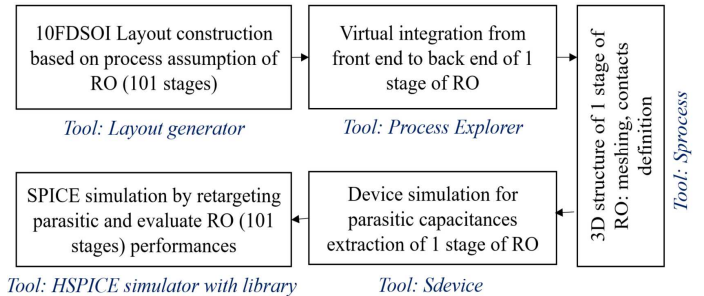 10FDSOI Layout construction
based on process assumption of
RO (101 stages)
Tool: Layout generator
Virtual integration from
front end to back end of 1
stage of RO
Tool: Process Explorer
3D structure of 1 stage of
RO: meshing, contacts
definition
Tool: Sprocess
Device simulation for
parasitic capacitances
extraction of 1 stage of RO
Tool: Sdevice
SPICE simulation by retargeting
parasitic and evaluate RO (101
stages) performances
Tool: HSPICE simulator with library